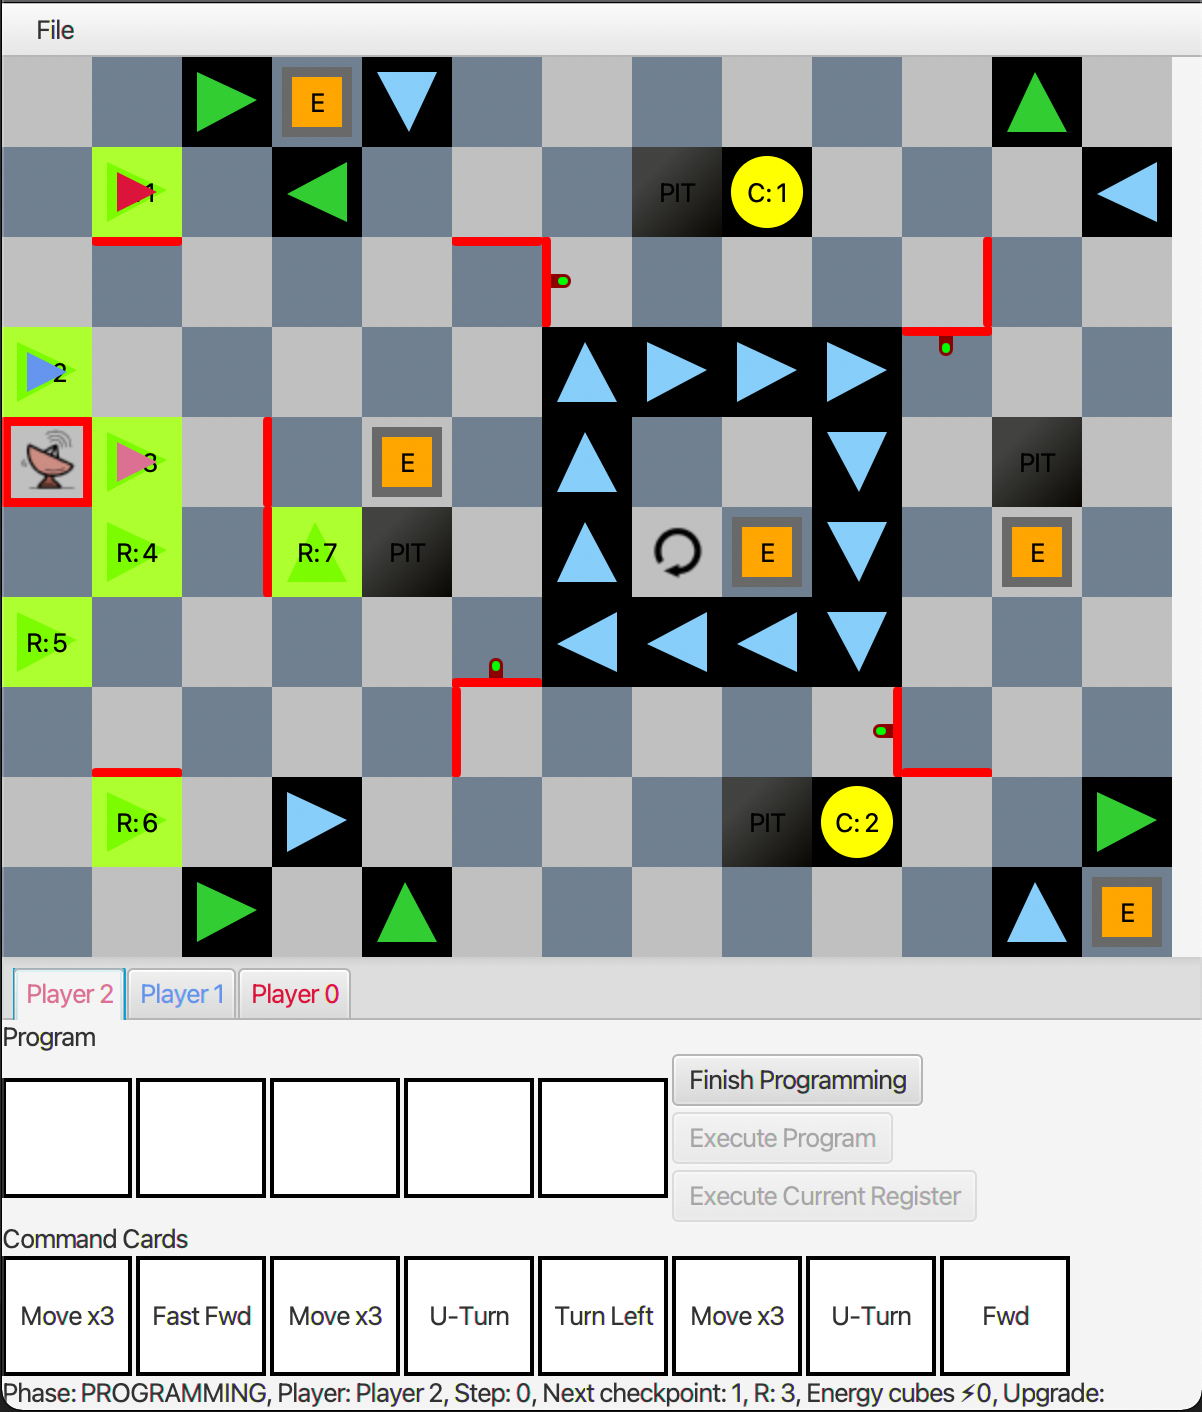 File
E
1
PIT
C: 1
2
3
E
PIT
R: 4
R: 7
PIT
E
E
R: 5
R: 6
PIT
C: 2
E
Player 2
Player 1
Player 0
Program
Finish Programming
Execute Program
Execute Current Register
Command Cards
Move x3
Fast Fwd
Move x3
U-Turn
Turn Left
Move x3
U-Turn
Fwd
Phase: PROGRAMMING, Player: Player 2, Step: 0, Next checkpoint: 1, R: 3, Energy cubes ⚡0, Upgrade: